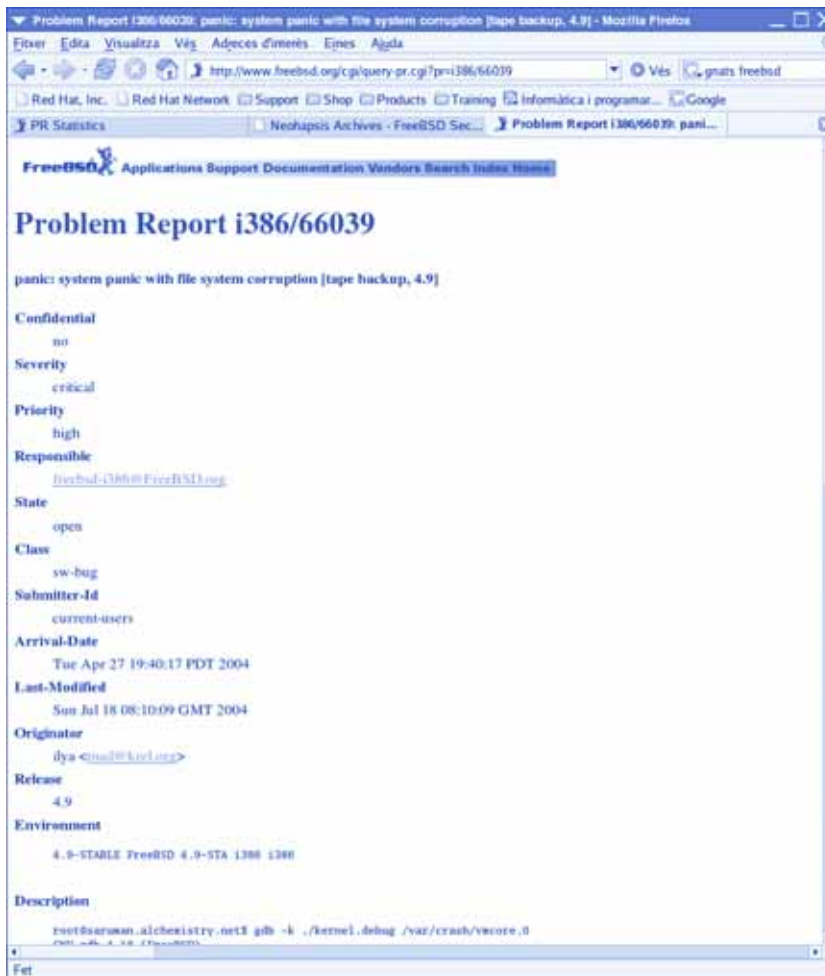 Problem Report i386/66039: panic: system panic with file system corruption [tape backup, 4.9] - Mozilla Firefox
Fitxer Edita Visualitza Vés Adreces d'interès Eines Ajuda
http://www.freebsd.org/cgi/query-pr.cgi?pr=i386/66039 Vés gnats freebsd
Red Hat, Inc. Red Hat Network Support Shop Products Training Informàtica i programar... Google
PR Statistics Neohapsis Archives - FreeBSD Sec... Problem Report i386/66039: pani...
FreeBSD Applications Support Documentation Vendors Search Index Home
Problem Report i386/66039
panic: system panic with file system corruption [tape backup, 4.9]
Confidential
no
Severity
critical
Priority
high
Responsible
freebsd-i386@FreeBSD.org
State
open
Class
sw-bug
Submitter-Id
current-users
Arrival-Date
Tue Apr 27 19:40:17 PDT 2004
Last-Modified
Sun Jul 18 08:10:09 GMT 2004
Originator
ilya
Release
4.9
Environment
4.9-STABLE FreeBSD 4.9-STA i386 i386
Description
root@saruman.alchemistry.net$ gdb -k ./kernel.debug /var/crash/vmcore.0
Fet